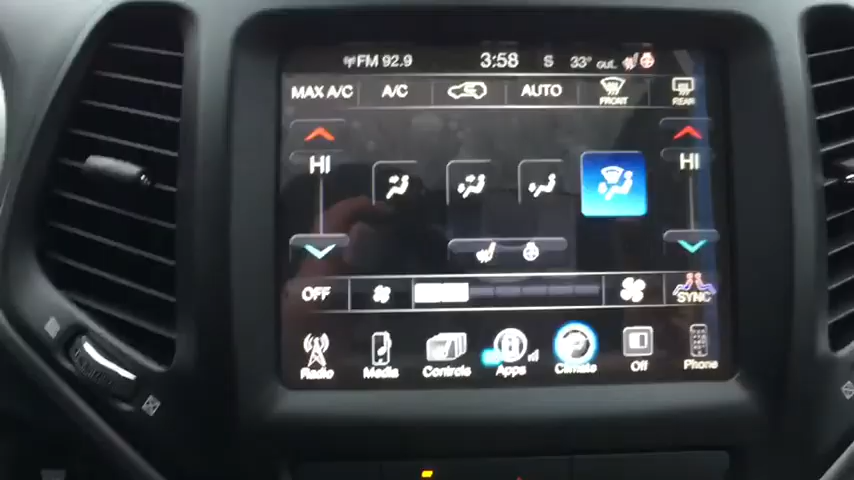 FM 92.9 3:58 S 33° out.
MAX A/C A/C AUTO FRONT REAR
HI HI
OFF SYNC
Radio Media Controls Apps Climate Off Phone